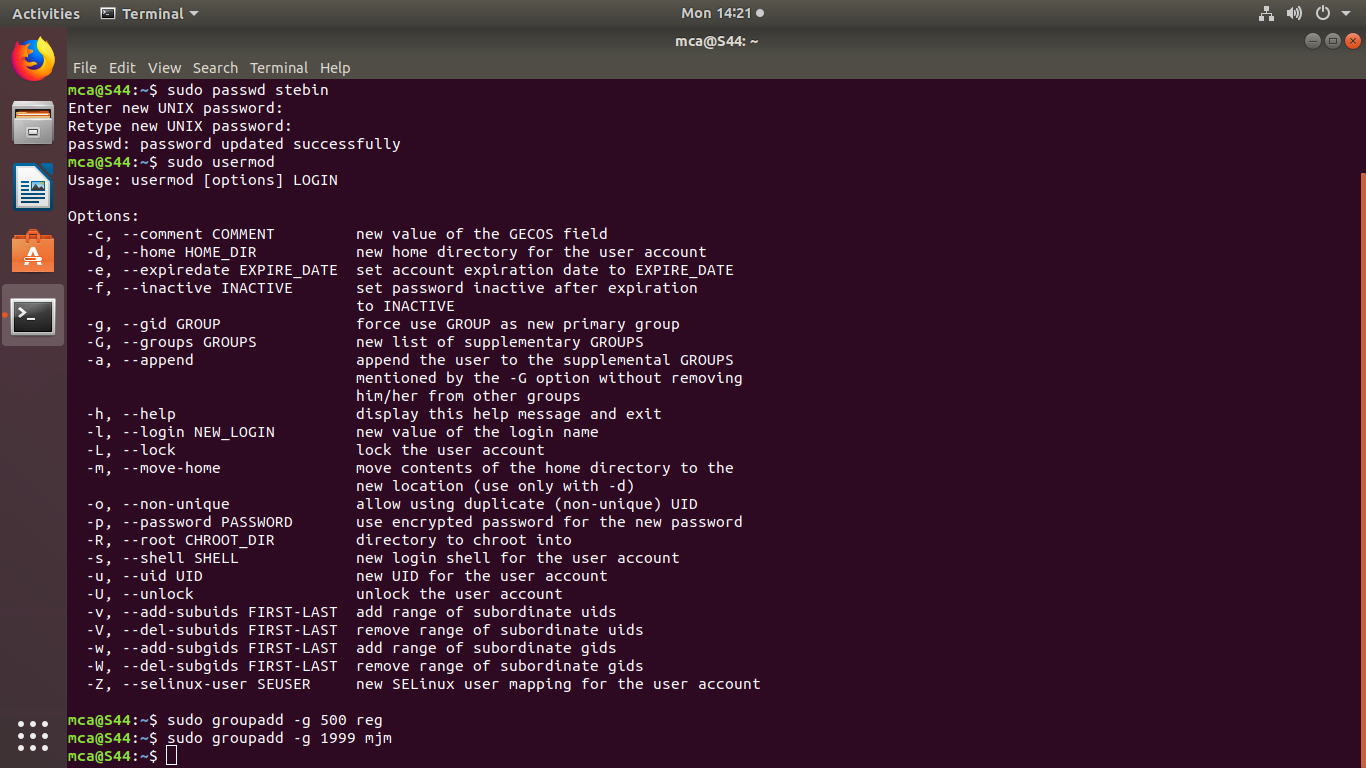 Activities Terminal Mon 14:21
mca@S44: ~
File Edit View Search Terminal Help
mca@S44:~$ sudo passwd stebin
Enter new UNIX password:
Retype new UNIX password:
passwd: password updated successfully
mca@S44:~$ sudo usermod
Usage: usermod [options] LOGIN

Options:
  -c, --comment COMMENT         new value of the GECOS field
  -d, --home HOME_DIR           new home directory for the user account
  -e, --expiredate EXPIRE_DATE  set account expiration date to EXPIRE_DATE
  -f, --inactive INACTIVE       set password inactive after expiration
                                to INACTIVE
  -g, --gid GROUP               force use GROUP as new primary group
  -G, --groups GROUPS           new list of supplementary GROUPS
  -a, --append                  append the user to the supplemental GROUPS
                                mentioned by the -G option without removing
                                him/her from other groups
  -h, --help                    display this help message and exit
  -l, --login NEW_LOGIN         new value of the login name
  -L, --lock                    lock the user account
  -m, --move-home               move contents of the home directory to the
                                new location (use only with -d)
  -o, --non-unique              allow using duplicate (non-unique) UID
  -p, --password PASSWORD       use encrypted password for the new password
  -R, --root CHROOT_DIR         directory to chroot into
  -s, --shell SHELL             new login shell for the user account
  -u, --uid UID                 new UID for the user account
  -U, --unlock                  unlock the user account
  -v, --add-subuids FIRST-LAST  add range of subordinate uids
  -V, --del-subuids FIRST-LAST  remove range of subordinate uids
  -w, --add-subgids FIRST-LAST  add range of subordinate gids
  -W, --del-subgids FIRST-LAST  remove range of subordinate gids
  -Z, --selinux-user SEUSER     new SELinux user mapping for the user account

mca@S44:~$ sudo groupadd -g 500 reg
mca@S44:~$ sudo groupadd -g 1999 mjm
mca@S44:~$